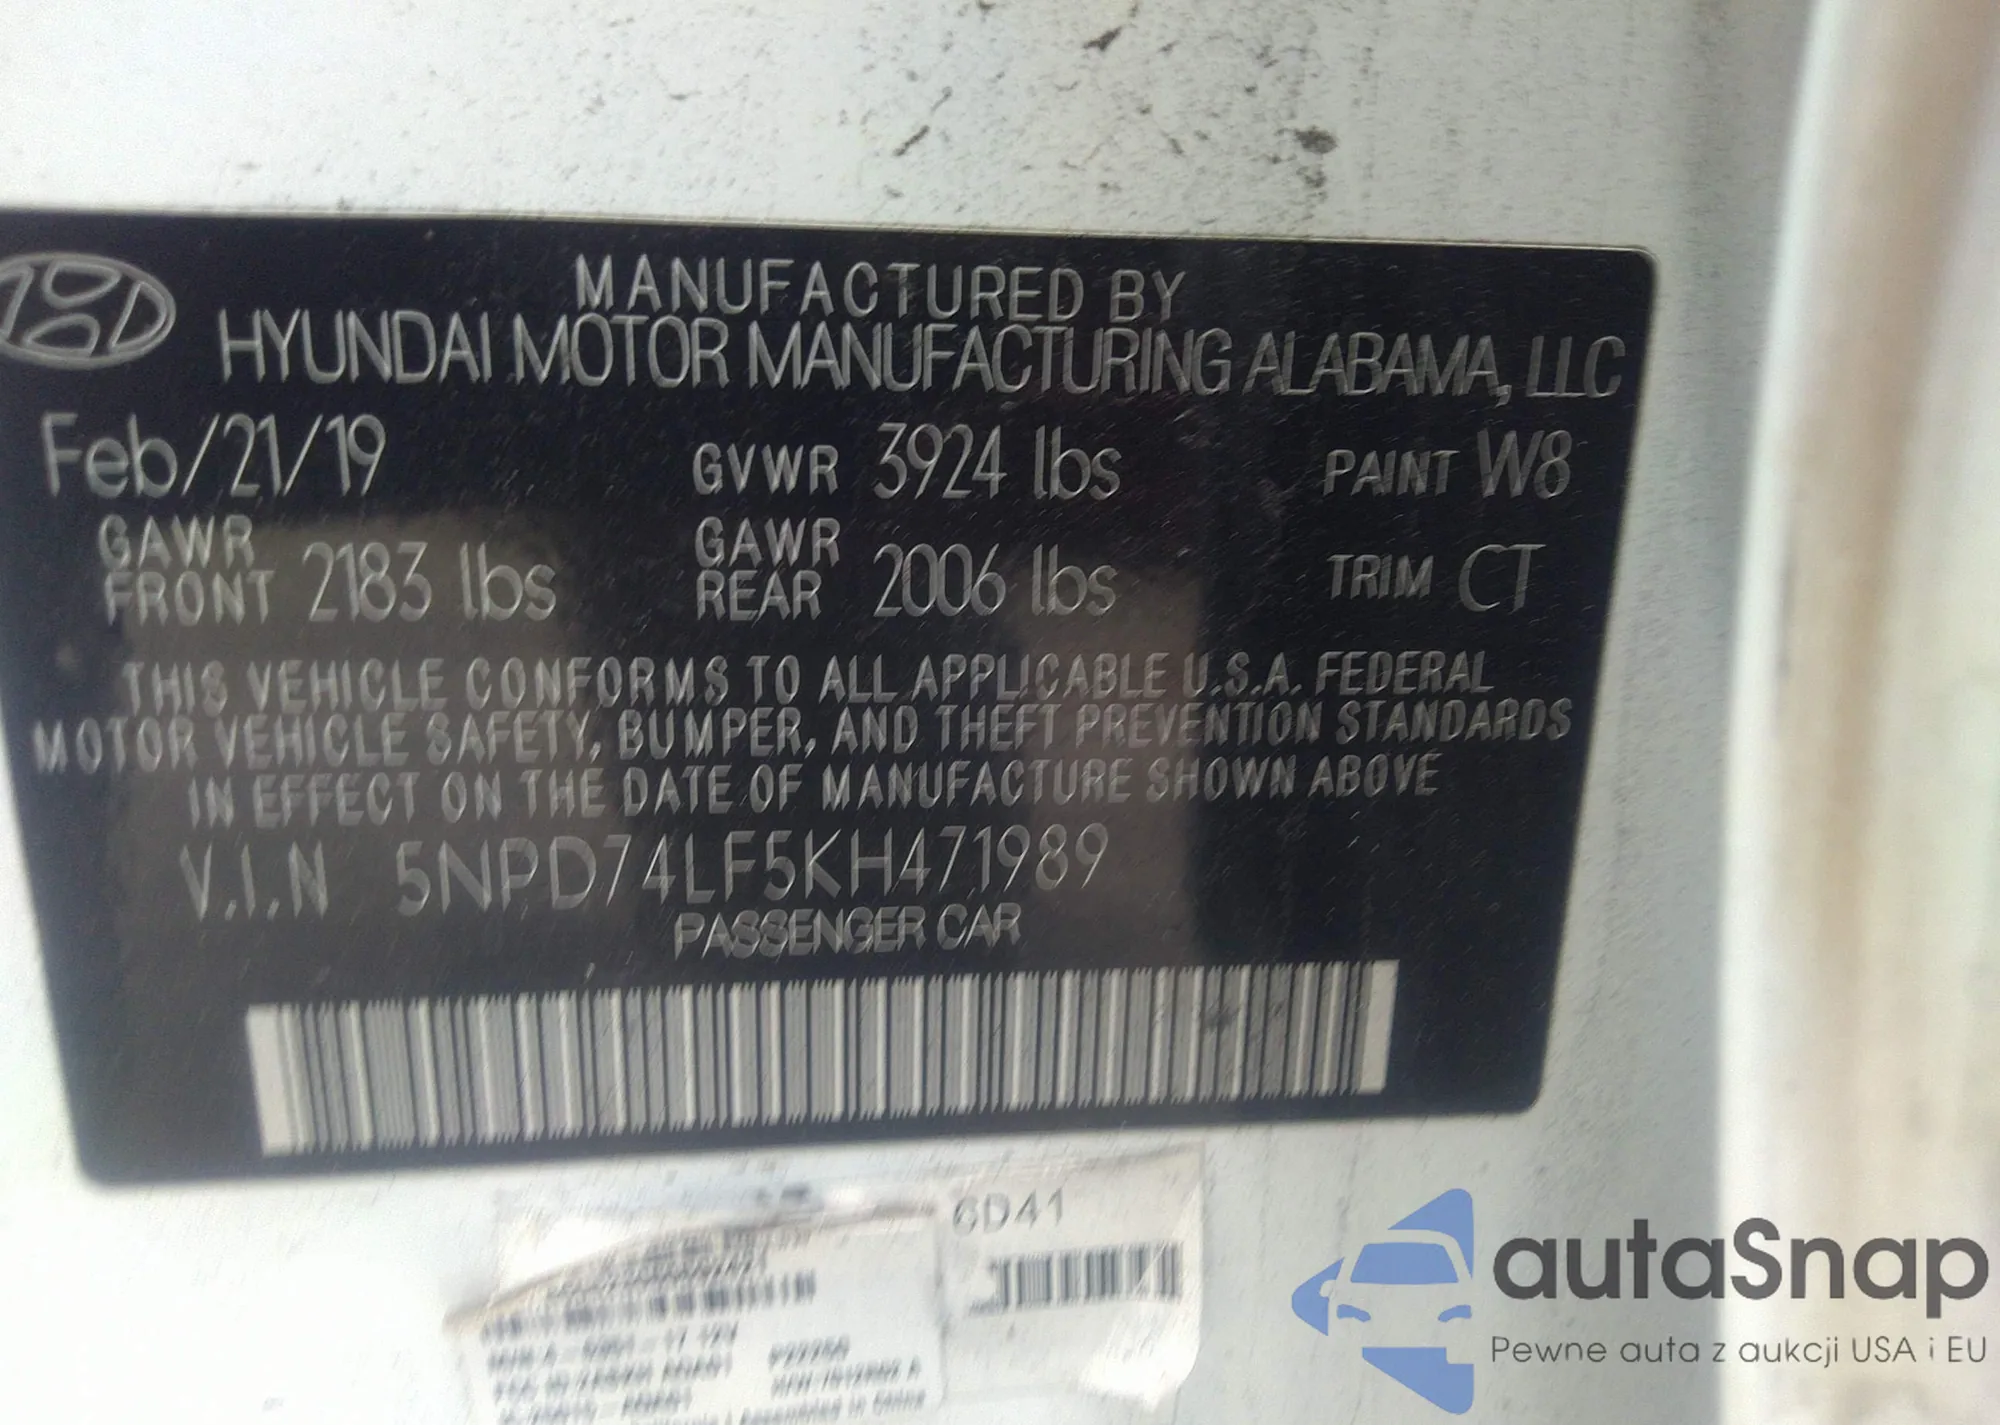 MANUFACTURED BY
HYUNDAI MOTOR MANUFACTURING ALABAMA, LLC
Feb/21/19 GVWR 3924 lbs PAINT W8
GAWR FRONT 2183 lbs GAWR REAR 2006 lbs TRIM CT
THIS VEHICLE CONFORMS TO ALL APPLICABLE U.S.A. FEDERAL
MOTOR VEHICLE SAFETY, BUMPER, AND THEFT PREVENTION STANDARDS
IN EFFECT ON THE DATE OF MANUFACTURE SHOWN ABOVE
V.I.N 5NPD74LF5KH471989
PASSENGER CAR
6D41
Assembled in China
autaSnap
Pewne auta z aukcji USA i EU